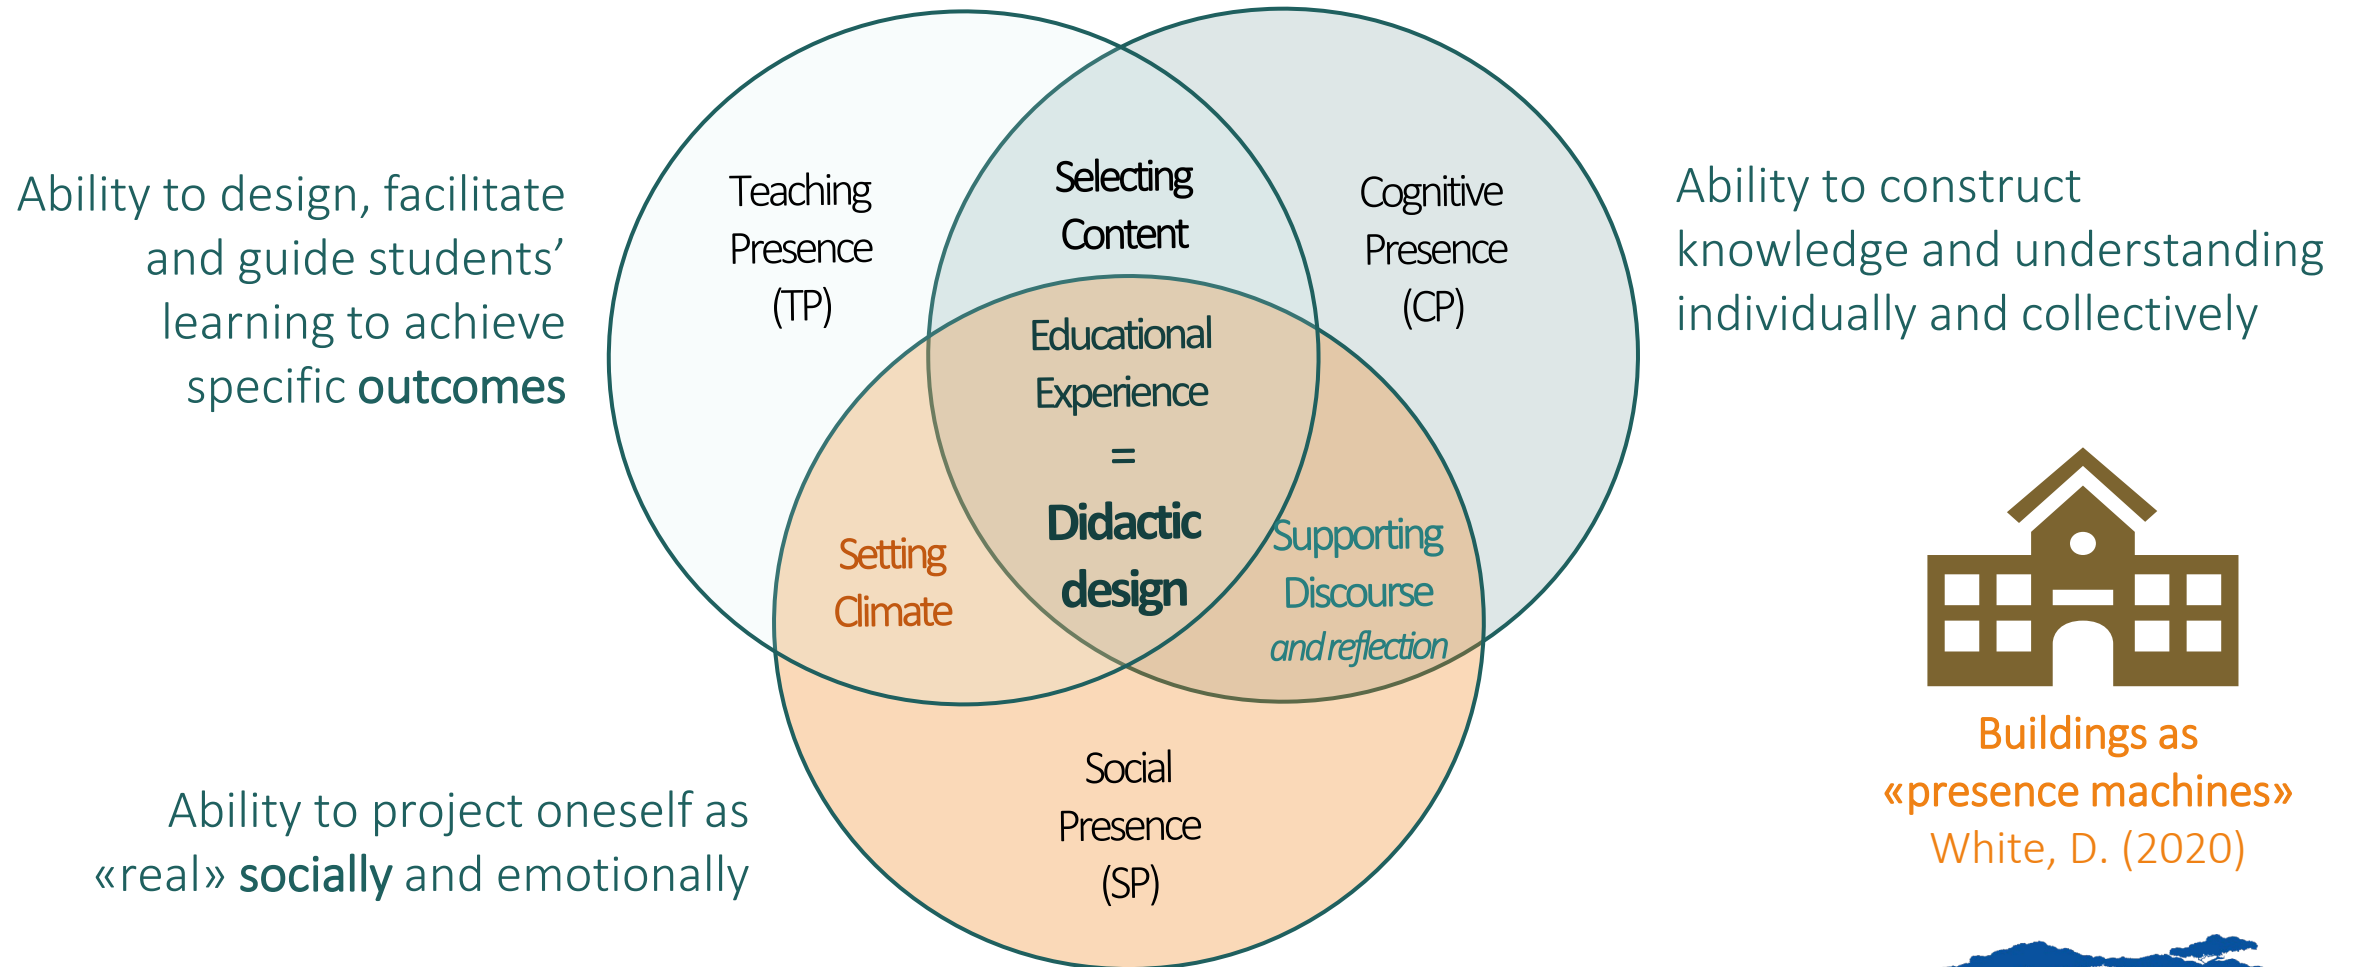 Ability to design, facilitate
and guide students’
learning to achieve
specific outcomes
Teaching
Presence
(TP)
Selecting
Content
Cognitive
Presence
(CP)
Ability to construct
knowledge and understanding
individually and collectively
Educational
Experience
=
Didactic
design
Setting
Climate
Supporting
Discourse
and reflection
Social
Presence
(SP)
Ability to project oneself as
«real» socially and emotionally
Buildings as
«presence machines»
White, D. (2020)